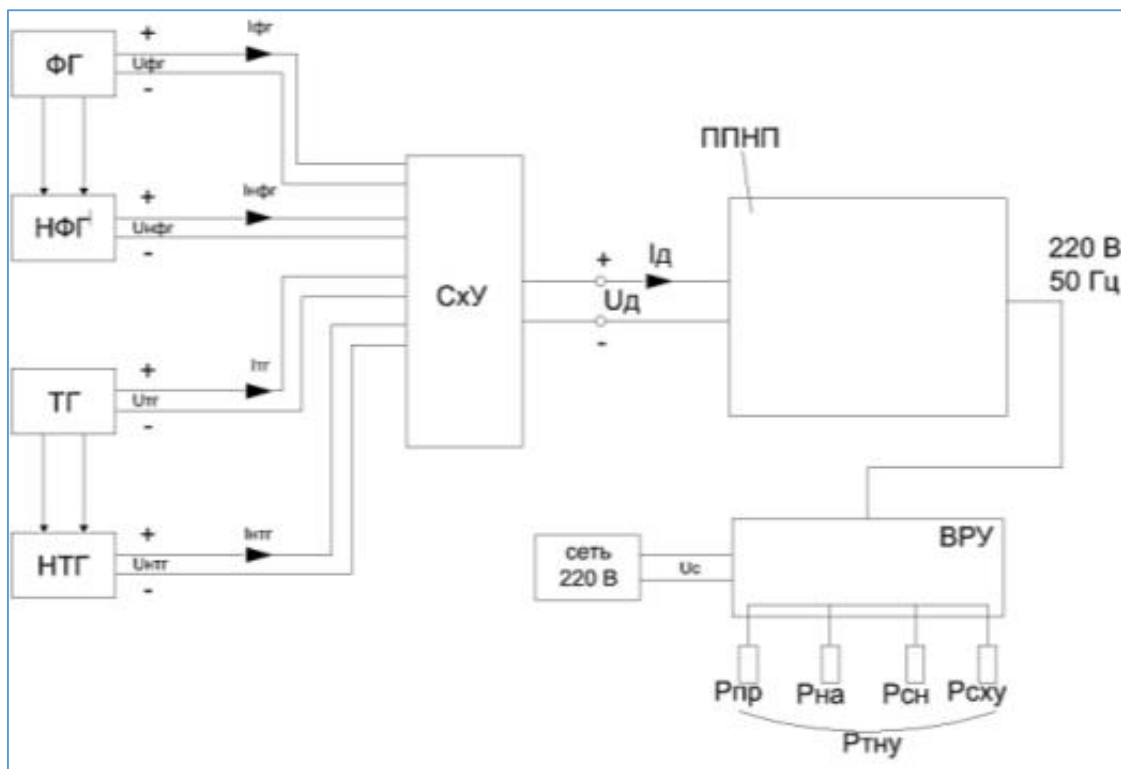 ФГ
+
Uфг
-
Iфг
НФГ
+
Uнфг
-
Iнфг
ТГ
+
Uтг
-
Iтг
НТГ
+
Uнтг
-
Iнтг
СхУ
+
Iд
Uд
-
ППНП
220 В
50 Гц
ВРУ
сеть
220 В
Uc
Рпр
Рна
Рсн
Рсху
Ртну